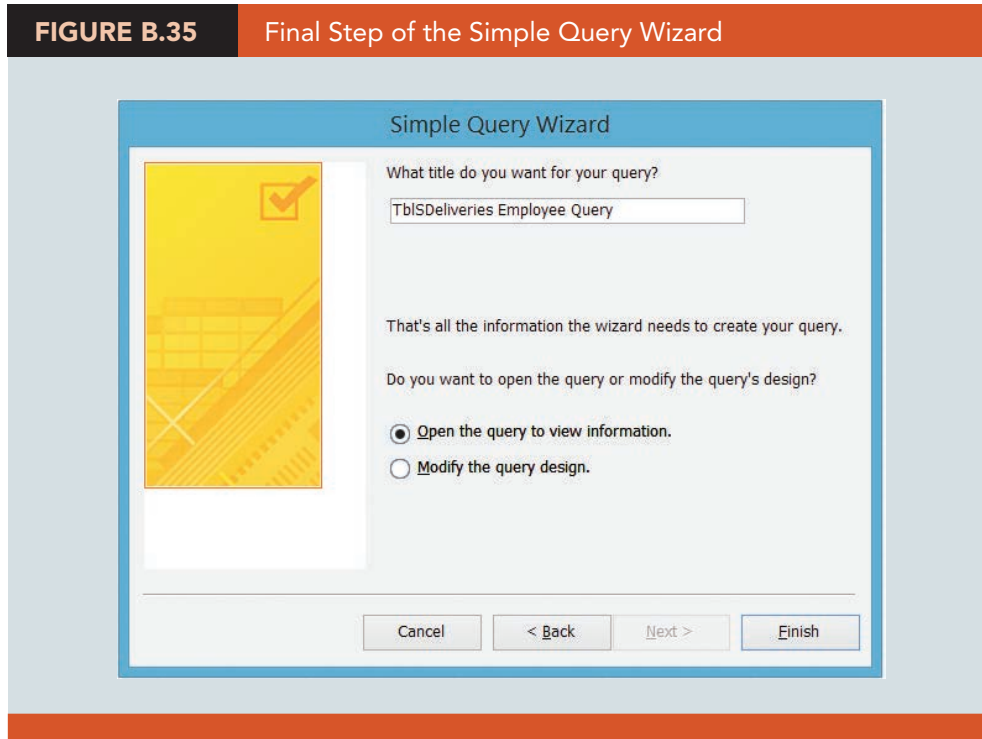 FIGURE B.35
Final Step of the Simple Query Wizard
Simple Query Wizard
What title do you want for your query?
TblSDeliveries Employee Query
That's all the information the wizard needs to create your query.
Do you want to open the query or modify the query's design?
Open the query to view information.
Modify the query design.
Cancel
< Back
Next >
Finish